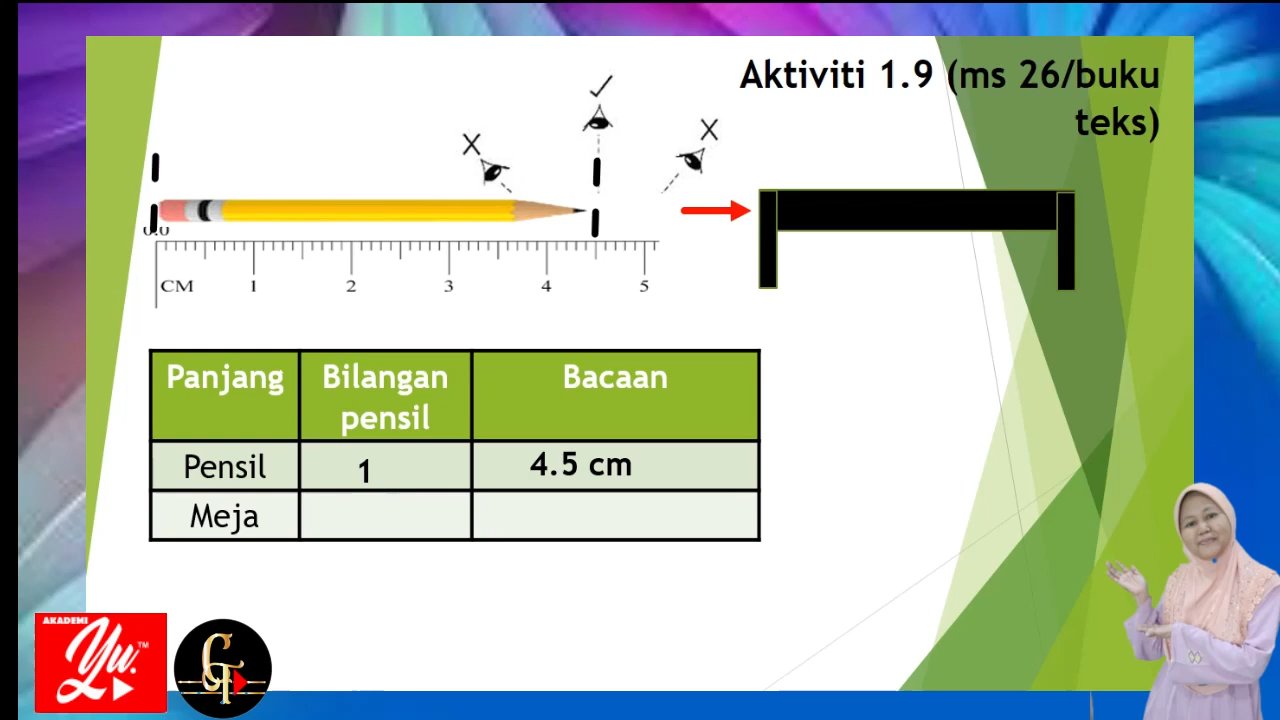 Aktiviti 1.9 (ms 26/buku
teks)
✓
X
X
0.0
CM 1 2 3 4 5
Panjang
Bilangan
pensil
Bacaan
Pensil 1 4.5 cm
Meja
AKADEMI
Yu.™